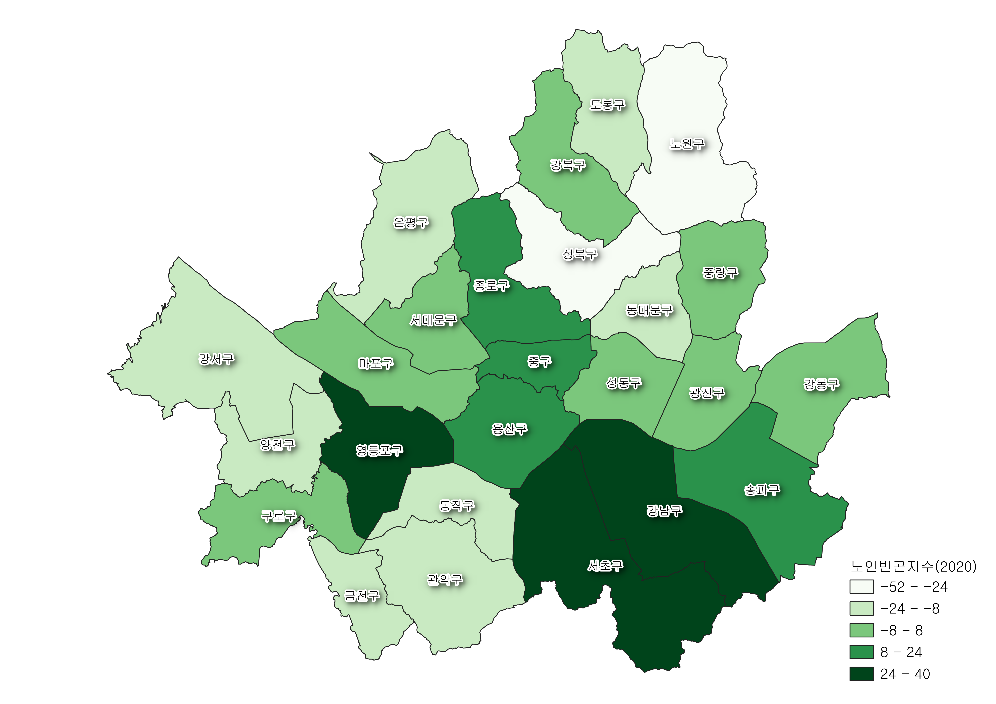 도봉구
노원구
강북구
은평구
성북구
중랑구
종로구
동대문구
서대문구
강서구
마포구
중구
성동구
광진구
강동구
용산구
양천구
영등포구
송파구
동작구
강남구
구로구
서초구
관악구
금천구
노인빈곤지수(2020)
-52 - -24
-24 - -8
-8 - 8
8 - 24
24 - 40